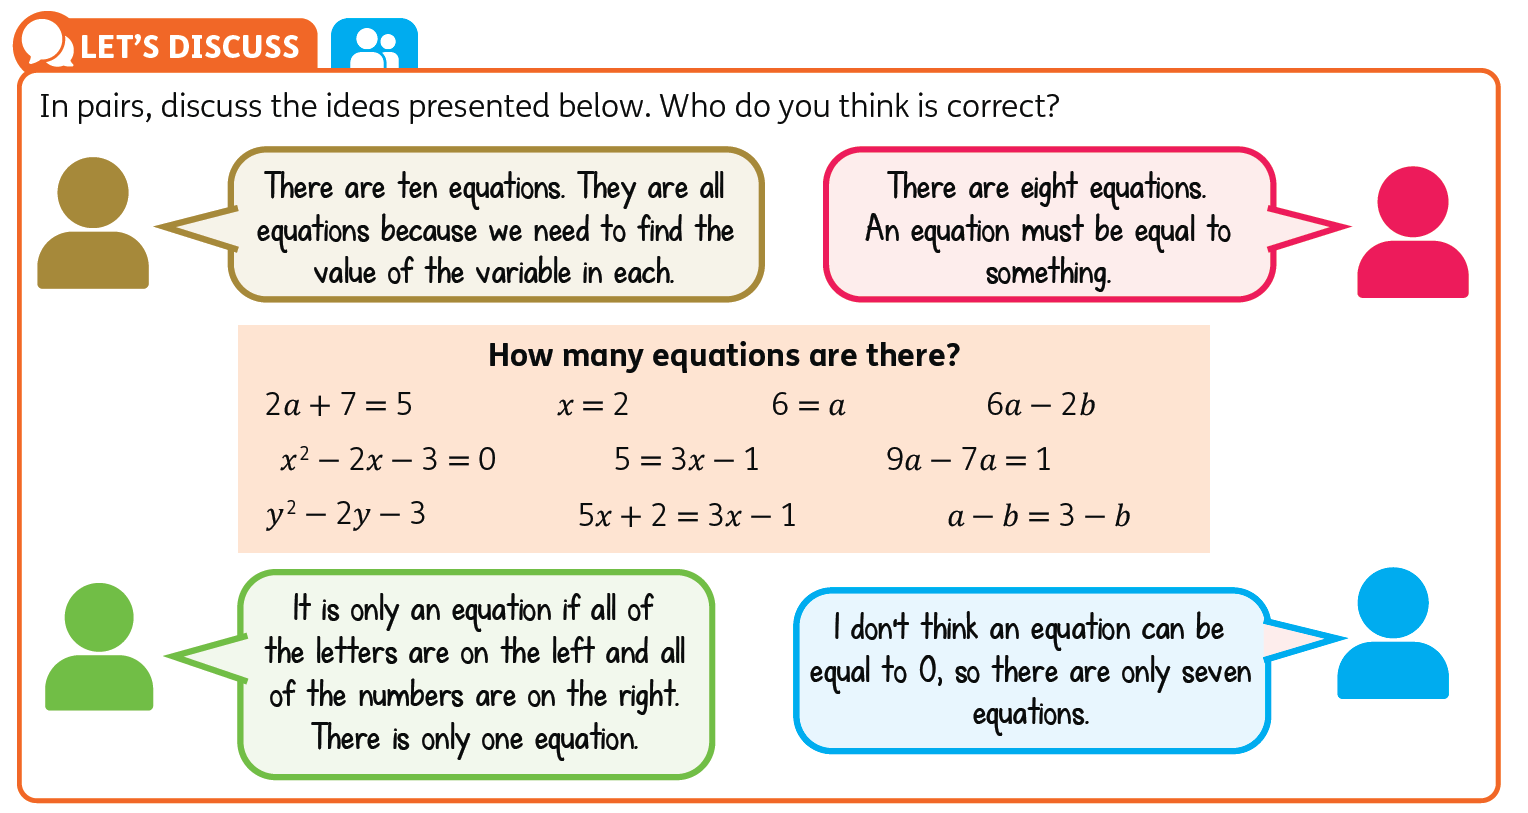 LET'S DISCUSS
In pairs, discuss the ideas presented below. Who do you think is correct?
There are ten equations. They are all
equations because we need to find the
value of the variable in each.
There are eight equations.
An equation must be equal to
something.
How many equations are there?
2a + 7 = 5 x = 2 6 = a 6a − 2b
x² − 2x − 3 = 0 5 = 3x − 1 9a − 7a = 1
y² − 2y − 3 5x + 2 = 3x − 1 a − b = 3 − b
It is only an equation if all of
the letters are on the left and all
of the numbers are on the right.
There is only one equation.
I don't think an equation can be
equal to 0, so there are only seven
equations.